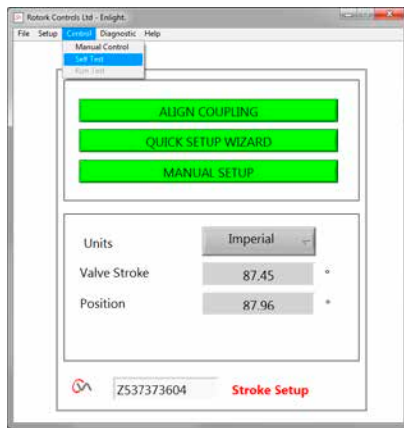 Rotork Controls Ltd - Enlight.
File Setup Control Diagnostic Help
Manual Control
Self Test
Run Test
ALIGN COUPLING
QUICK SETUP WIZARD
MANUAL SETUP
Units Imperial
Valve Stroke 87.45 °
Position 87.96 °
Z537373604 Stroke Setup